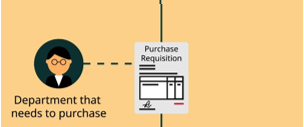 Purchase
Requisition
Department that
needs to purchase